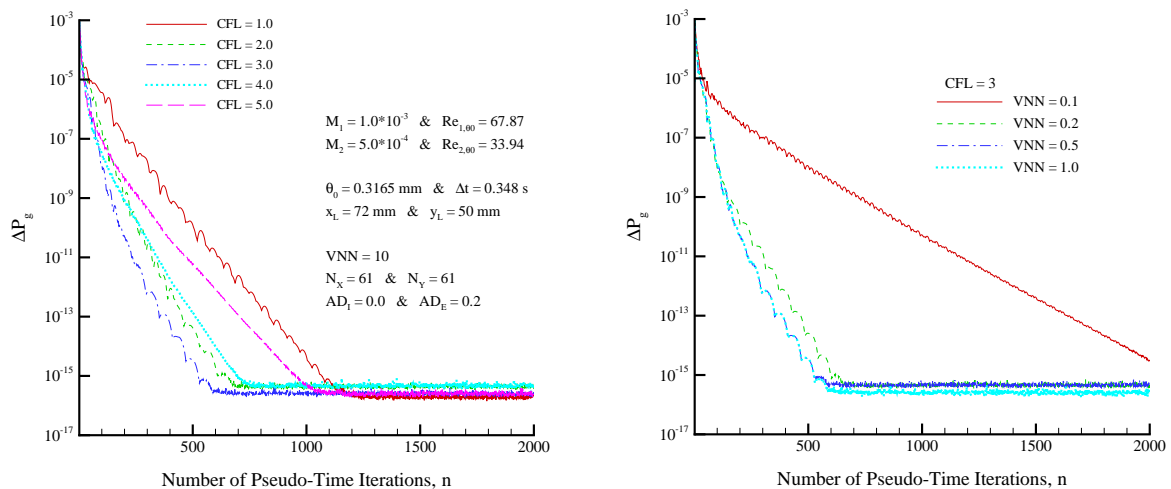 10⁻³
10⁻⁵
10⁻⁷
10⁻⁹
10⁻¹¹
10⁻¹³
10⁻¹⁵
10⁻¹⁷
ΔP_g
CFL = 1.0
CFL = 2.0
CFL = 3.0
CFL = 4.0
CFL = 5.0
M₁ = 1.0*10⁻³ & Re₁,θ₀ = 67.87
M₂ = 5.0*10⁻⁴ & Re₂,θ₀ = 33.94
θ₀ = 0.3165 mm & Δt = 0.348 s
x_L = 72 mm & y_L = 50 mm
VNN = 10
N_X = 61 & N_Y = 61
AD_I = 0.0 & AD_E = 0.2
500 1000 1500 2000
Number of Pseudo-Time Iterations, n
10⁻³
10⁻⁵
10⁻⁷
10⁻⁹
10⁻¹¹
10⁻¹³
10⁻¹⁵
10⁻¹⁷
ΔP_g
CFL = 3
VNN = 0.1
VNN = 0.2
VNN = 0.5
VNN = 1.0
500 1000 1500 2000
Number of Pseudo-Time Iterations, n